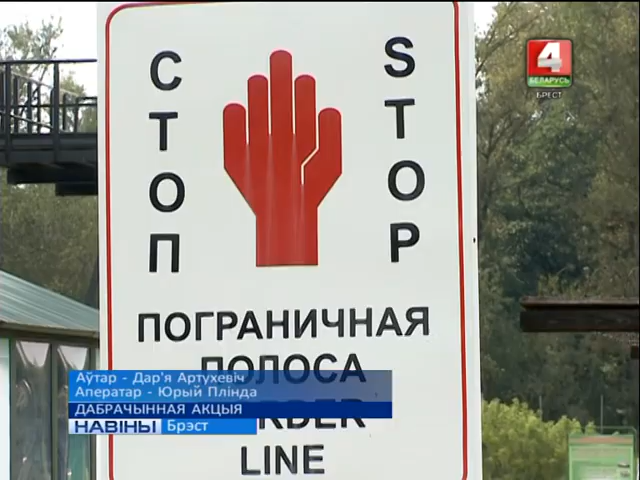 СТОП
STOP
4
БЕЛАРУСЬ
БРЕСТ
ПОГРАНИЧНАЯ
ПОЛОСА
LINE
Аўтар - Дар'я Артухевіч
Аператар - Юрый Плінда
ДАБРАЧЫННАЯ АКЦЫЯ
НАВІНЫ Брэст